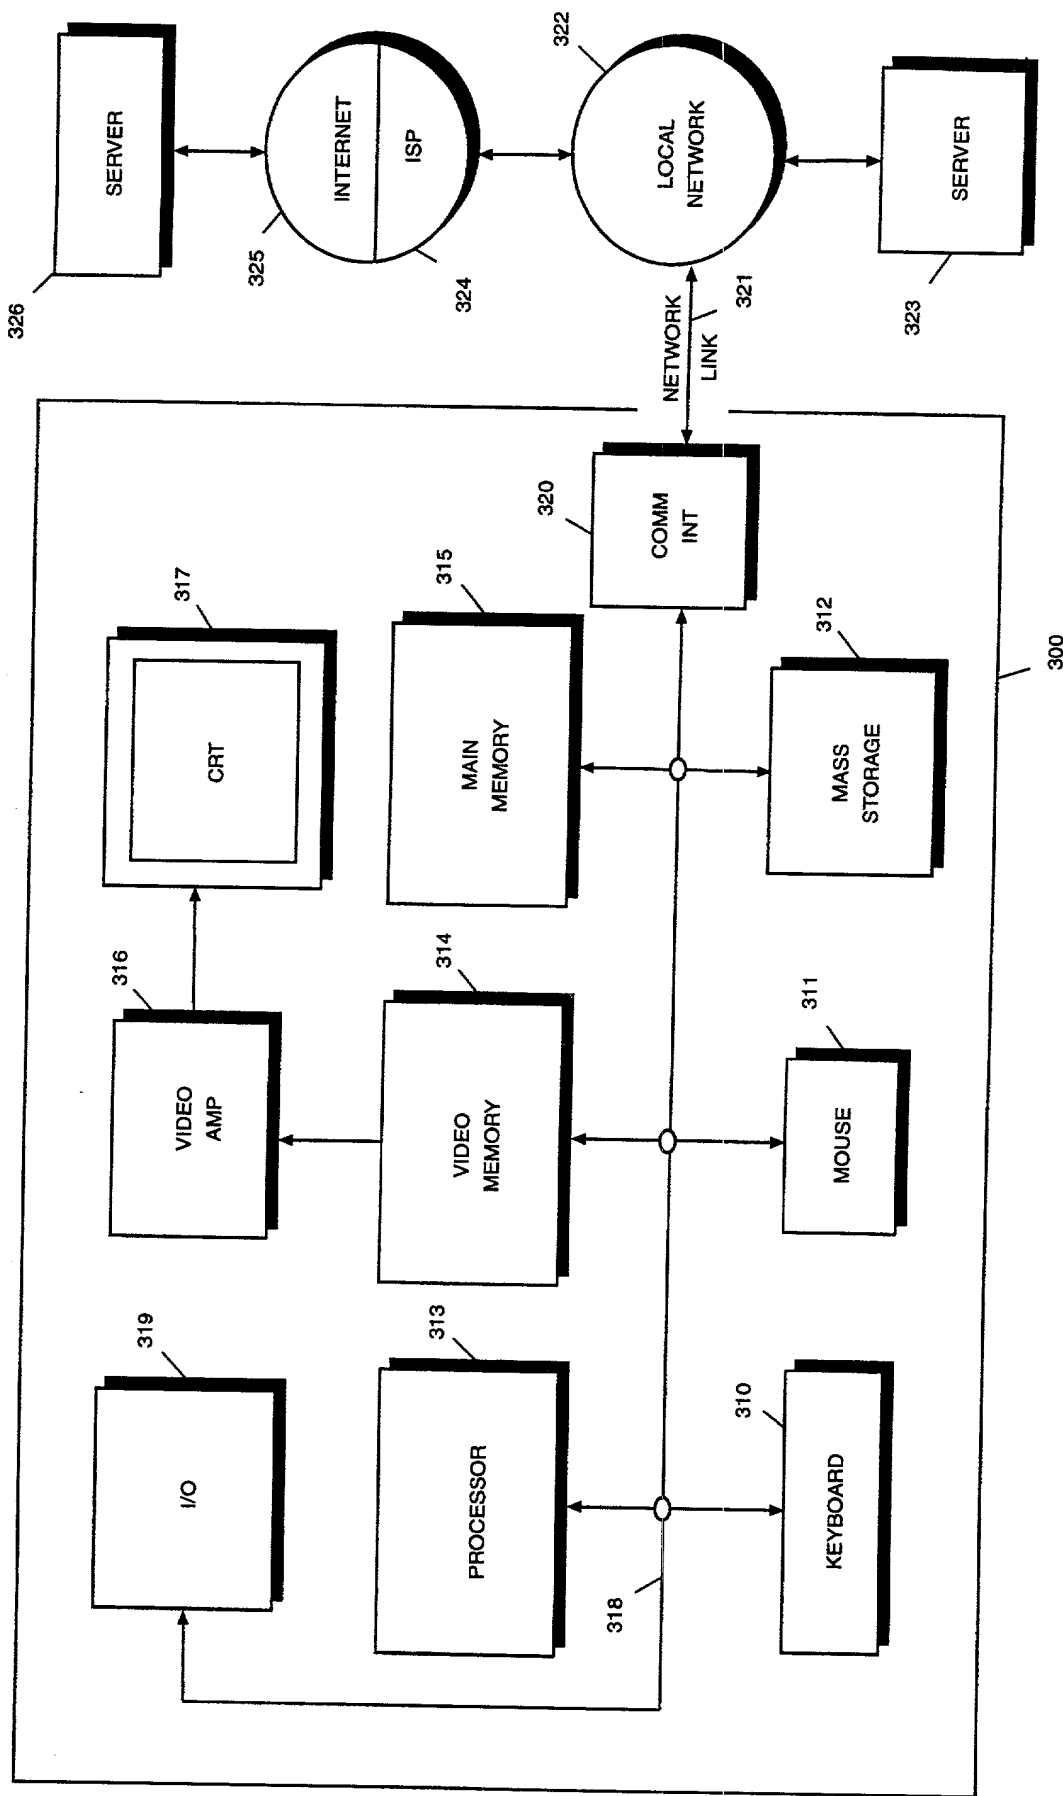 319
I/O
316
VIDEO
AMP
317
CRT
326
SERVER
325
INTERNET
ISP
324
313
PROCESSOR
314
VIDEO
MEMORY
315
MAIN
MEMORY
320
COMM
INT
NETWORK
LINK
321
322
LOCAL
NETWORK
318
310
KEYBOARD
311
MOUSE
312
MASS
STORAGE
323
SERVER
300